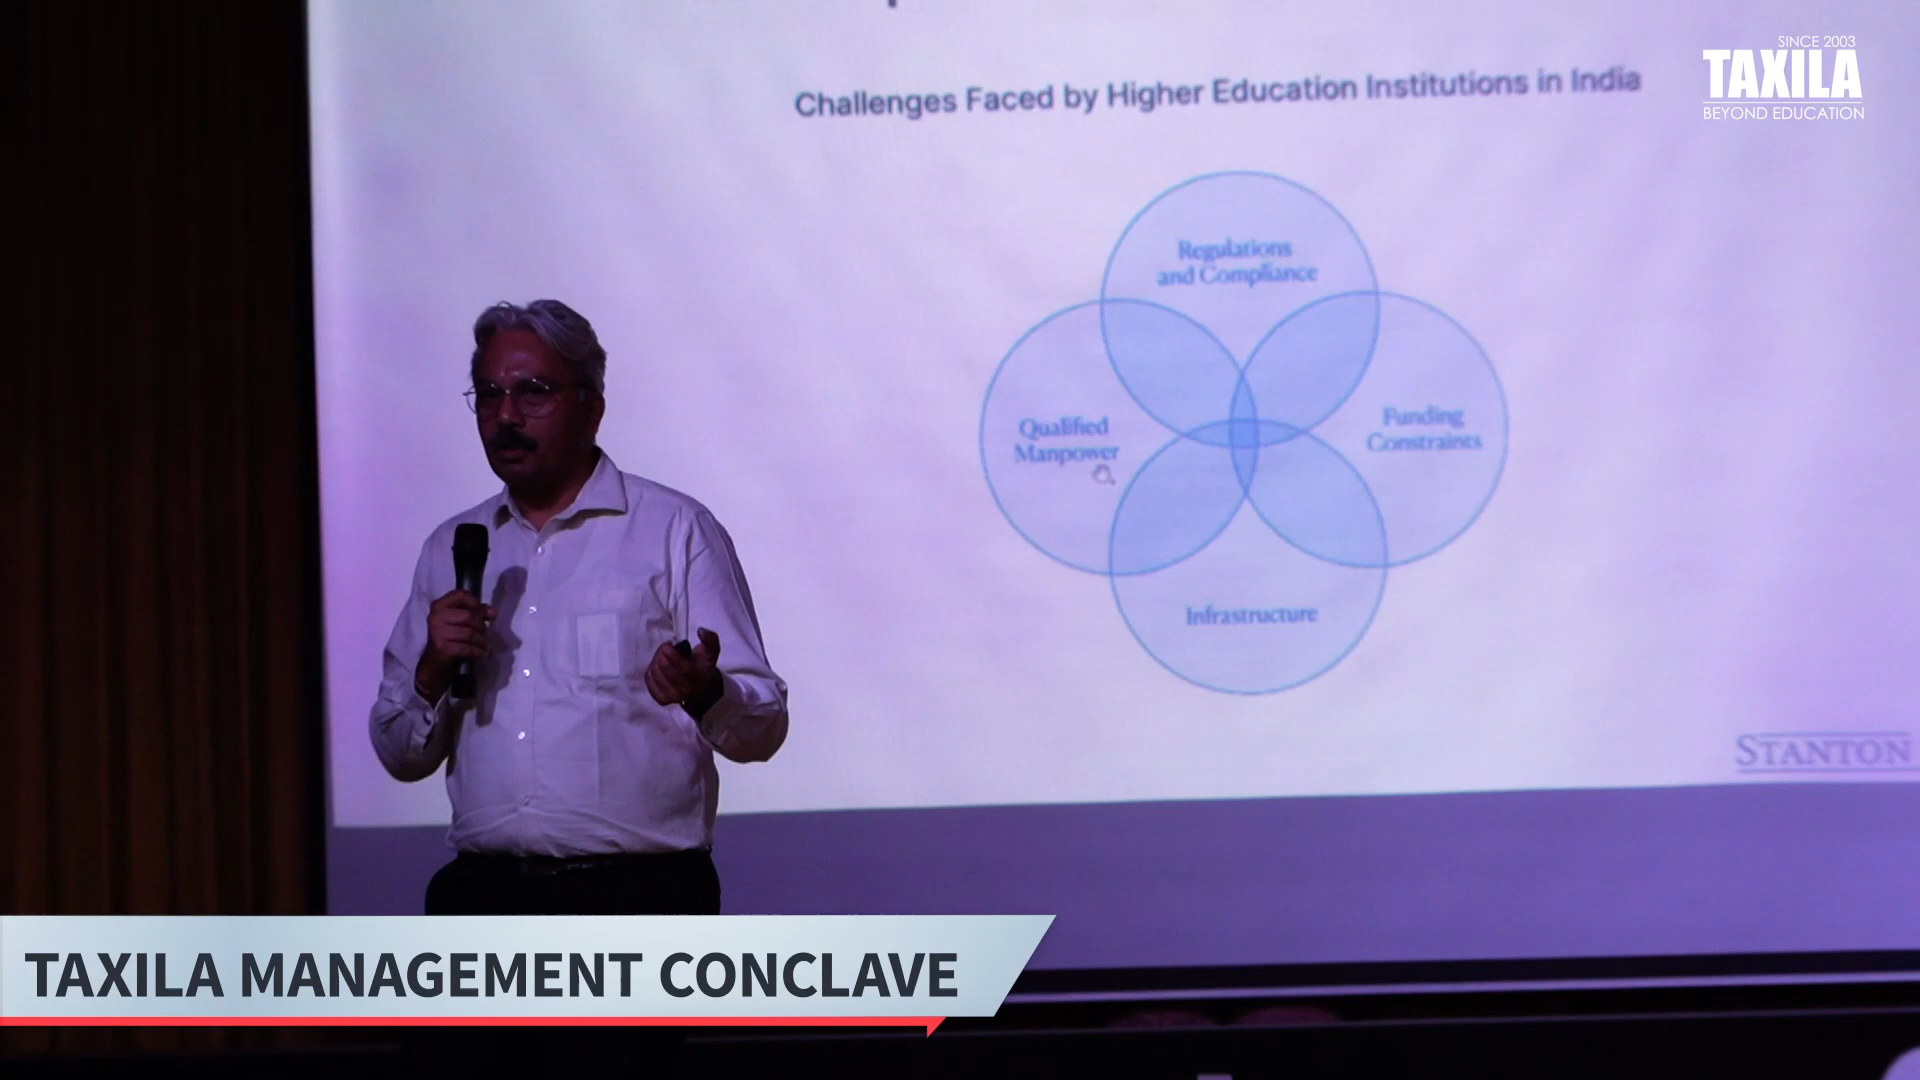 SINCE 2003
TAXILA
BEYOND EDUCATION
Challenges Faced by Higher Education Institutions in India
Regulations
and Compliance
Qualified
Manpower
Funding
Constraints
Infrastructure
STANTON
TAXILA MANAGEMENT CONCLAVE